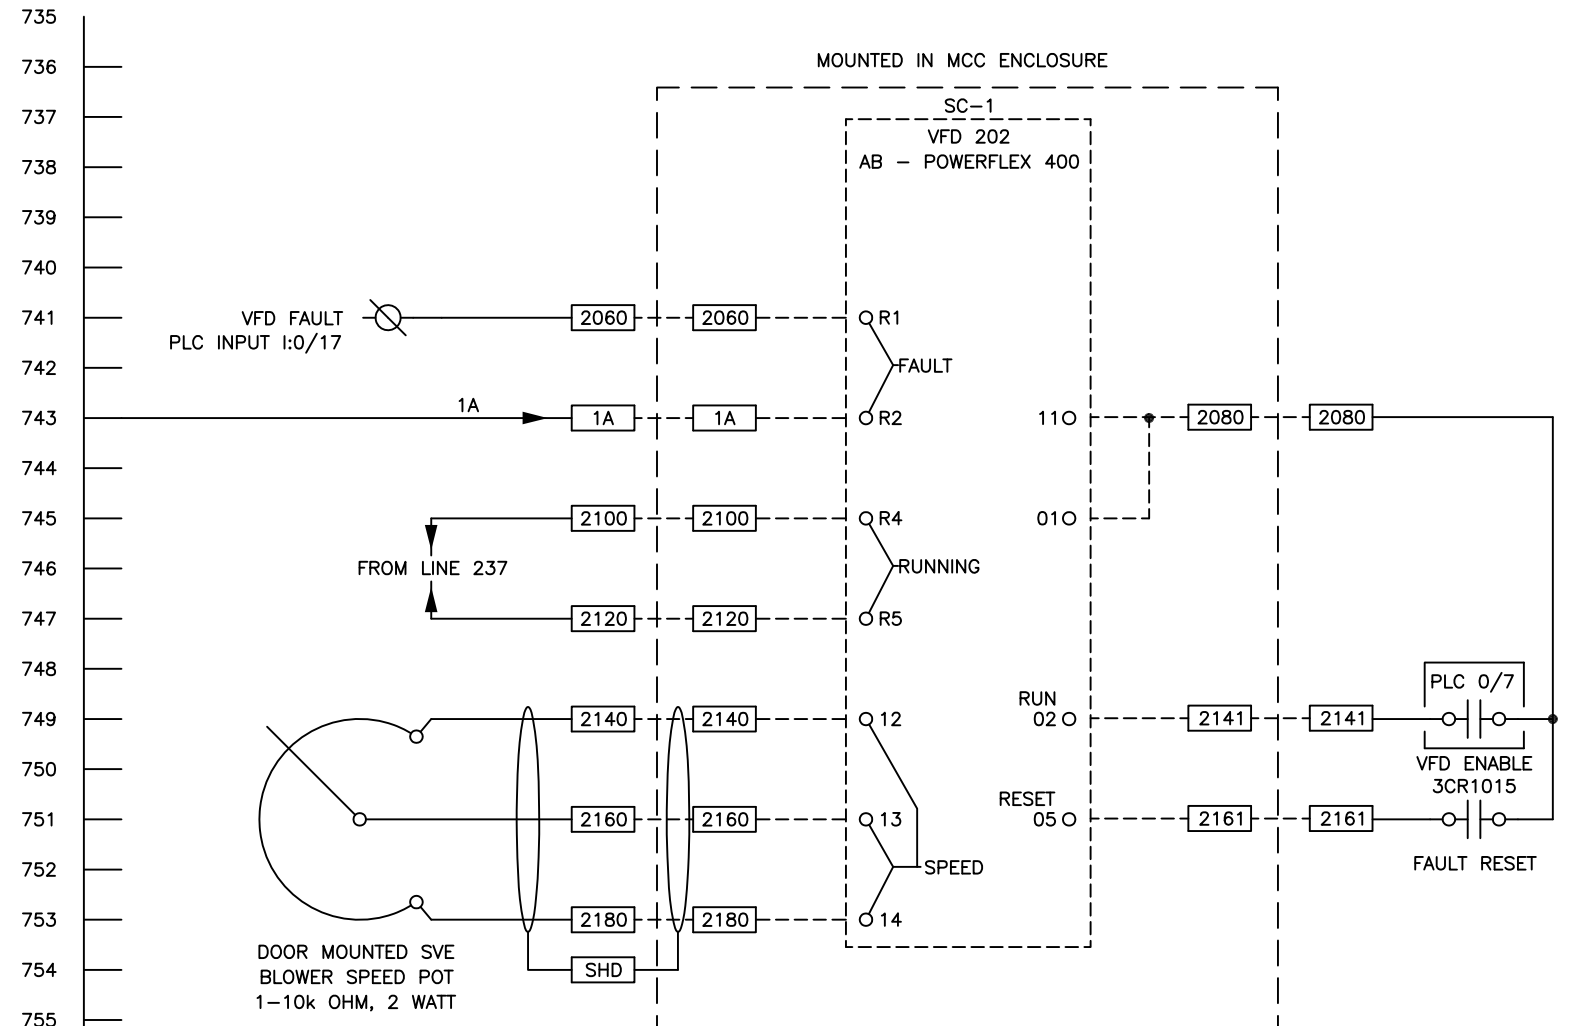 735
736
MOUNTED IN MCC ENCLOSURE
737
SC-1
VFD 202
738
AB - POWERFLEX 400
739
740
741
VFD FAULT
2060
2060
R1
PLC INPUT I:0/17
742
FAULT
743
1A
1A
1A
R2
11
2080
2080
744
745
2100
2100
R4
01
746
FROM LINE 237
RUNNING
747
2120
2120
R5
748
PLC 0/7
RUN
749
2140
2140
12
02
2141
2141
750
VFD ENABLE
3CR1015
RESET
751
2160
2160
13
05
2161
2161
752
SPEED
FAULT RESET
753
2180
2180
14
DOOR MOUNTED SVE
BLOWER SPEED POT
1-10k OHM, 2 WATT
754
SHD
755